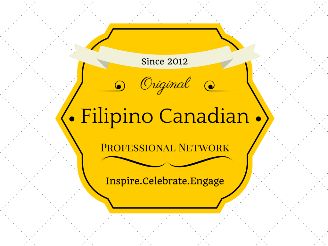 Since 2012
Original
Filipino Canadian
Professional Network
Inspire.Celebrate.Engage